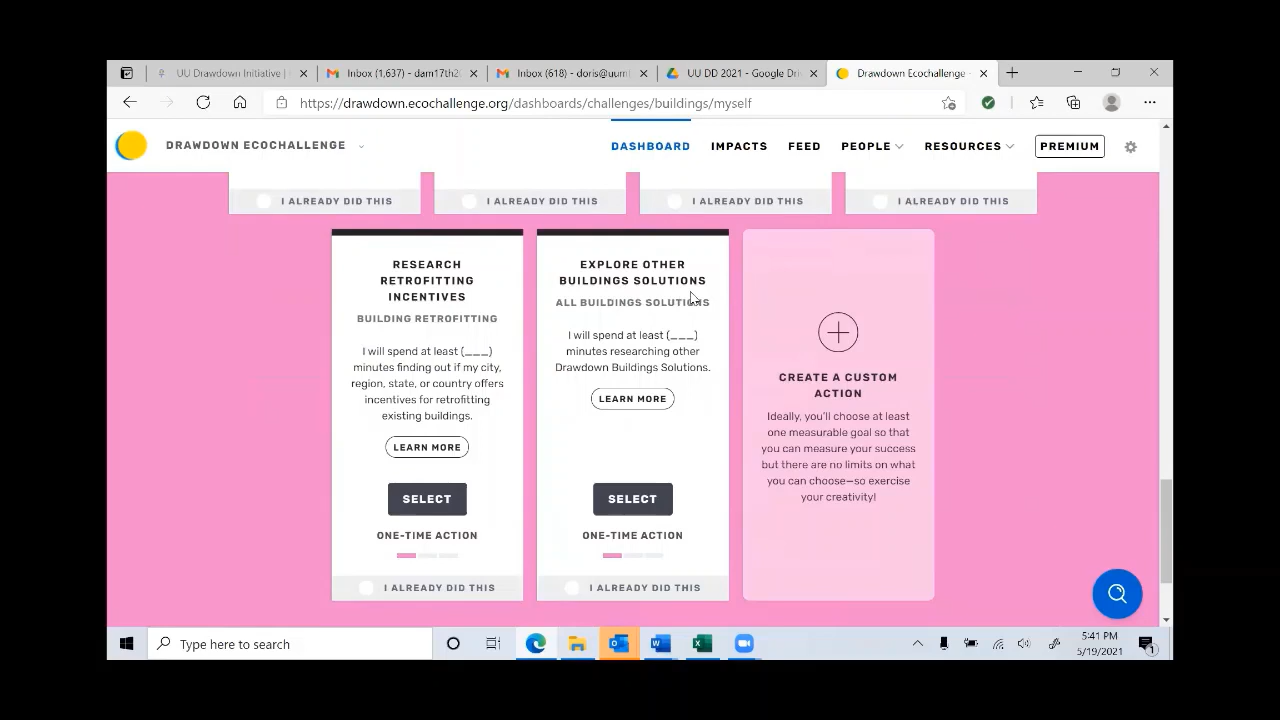 UU Drawdown Initiative |
Inbox (1,637) - dam17th2
Inbox (618) - doris@uum
UU DD 2021 - Google Dri
Drawdown Ecochallenge -
https://drawdown.ecochallenge.org/dashboards/challenges/buildings/myself
DRAWDOWN ECOCHALLENGE
DASHBOARD
IMPACTS
FEED
PEOPLE
RESOURCES
PREMIUM
I ALREADY DID THIS
I ALREADY DID THIS
I ALREADY DID THIS
I ALREADY DID THIS
RESEARCH
RETROFITTING
INCENTIVES
BUILDING RETROFITTING
I will spend at least (___)
minutes finding out if my city,
region, state, or country offers
incentives for retrofitting
existing buildings.
LEARN MORE
SELECT
ONE-TIME ACTION
I ALREADY DID THIS
EXPLORE OTHER
BUILDINGS SOLUTIONS
ALL BUILDINGS SOLUTIONS
I will spend at least (___)
minutes researching other
Drawdown Buildings Solutions.
LEARN MORE
SELECT
ONE-TIME ACTION
I ALREADY DID THIS
CREATE A CUSTOM
ACTION
Ideally, you'll choose at least
one measurable goal so that
you can measure your success
but there are no limits on what
you can choose—so exercise
your creativity!
Type here to search
5:41 PM
5/19/2021
1